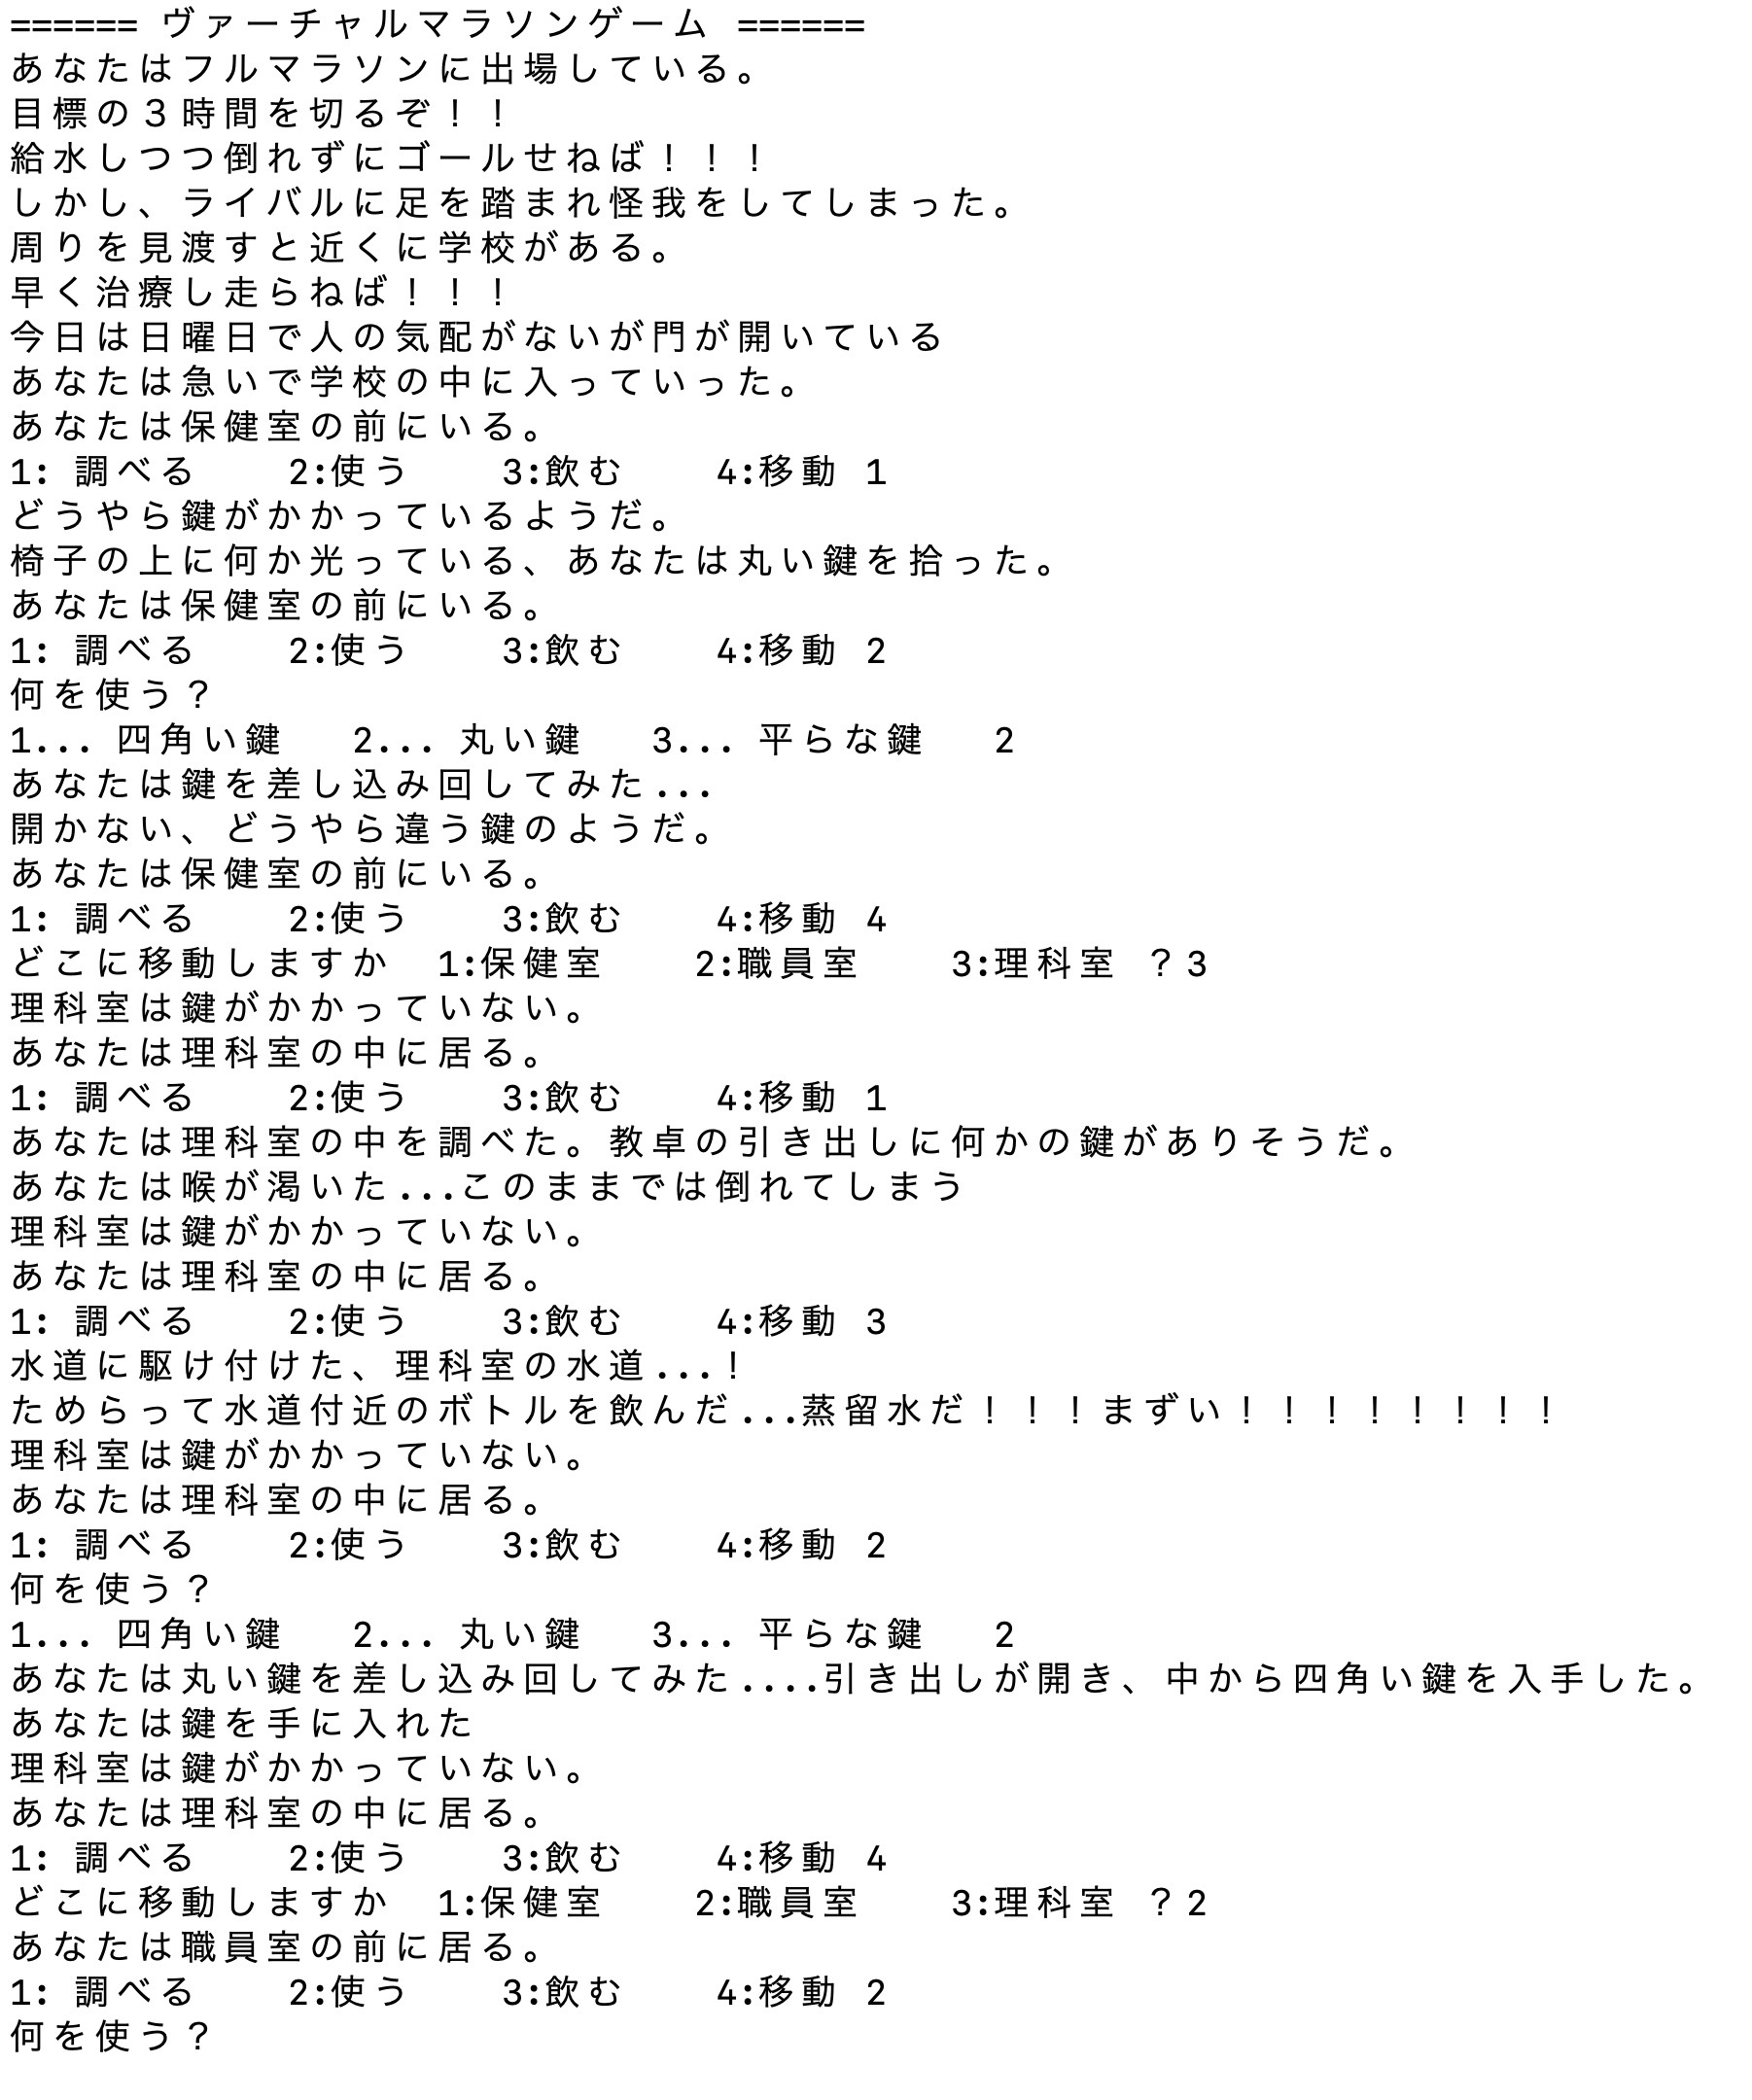 ====== ヴァーチャルマラソンゲーム ======
あなたはフルマラソンに出場している。
目標の３時間を切るぞ！！
給水しつつ倒れずにゴールせねば！！！
しかし、ライバルに足を踏まれ怪我をしてしまった。
周りを見渡すと近くに学校がある。
早く治療し走らねば！！！
今日は日曜日で人の気配がないが門が開いている
あなたは急いで学校の中に入っていった。
あなたは保健室の前にいる。
1: 調べる    2:使う    3:飲む    4:移動 1
どうやら鍵がかかっているようだ。
椅子の上に何か光っている、あなたは丸い鍵を拾った。
あなたは保健室の前にいる。
1: 調べる    2:使う    3:飲む    4:移動 2
何を使う？
1... 四角い鍵   2... 丸い鍵   3... 平らな鍵   2
あなたは鍵を差し込み回してみた...
開かない、どうやら違う鍵のようだ。
あなたは保健室の前にいる。
1: 調べる    2:使う    3:飲む    4:移動 4
どこに移動しますか  1:保健室    2:職員室    3:理科室 ？3
理科室は鍵がかかっていない。
あなたは理科室の中に居る。
1: 調べる    2:使う    3:飲む    4:移動 1
あなたは理科室の中を調べた。教卓の引き出しに何かの鍵がありそうだ。
あなたは喉が渇いた...このままでは倒れてしまう
理科室は鍵がかかっていない。
あなたは理科室の中に居る。
1: 調べる    2:使う    3:飲む    4:移動 3
水道に駆け付けた、理科室の水道...！
ためらって水道付近のボトルを飲んだ...蒸留水だ！！！まずい！！！！！！！！
理科室は鍵がかかっていない。
あなたは理科室の中に居る。
1: 調べる    2:使う    3:飲む    4:移動 2
何を使う？
1... 四角い鍵   2... 丸い鍵   3... 平らな鍵   2
あなたは丸い鍵を差し込み回してみた....引き出しが開き、中から四角い鍵を入手した。
あなたは鍵を手に入れた
理科室は鍵がかかっていない。
あなたは理科室の中に居る。
1: 調べる    2:使う    3:飲む    4:移動 4
どこに移動しますか  1:保健室    2:職員室    3:理科室 ？2
あなたは職員室の前に居る。
1: 調べる    2:使う    3:飲む    4:移動 2
何を使う？